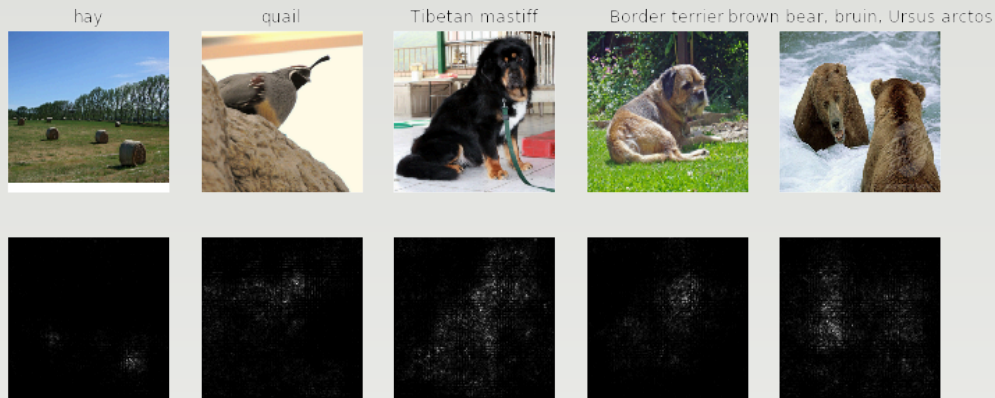 hay
quail
Tibetan mastiff
Border terrier
brown bear, bruin, Ursus arctos